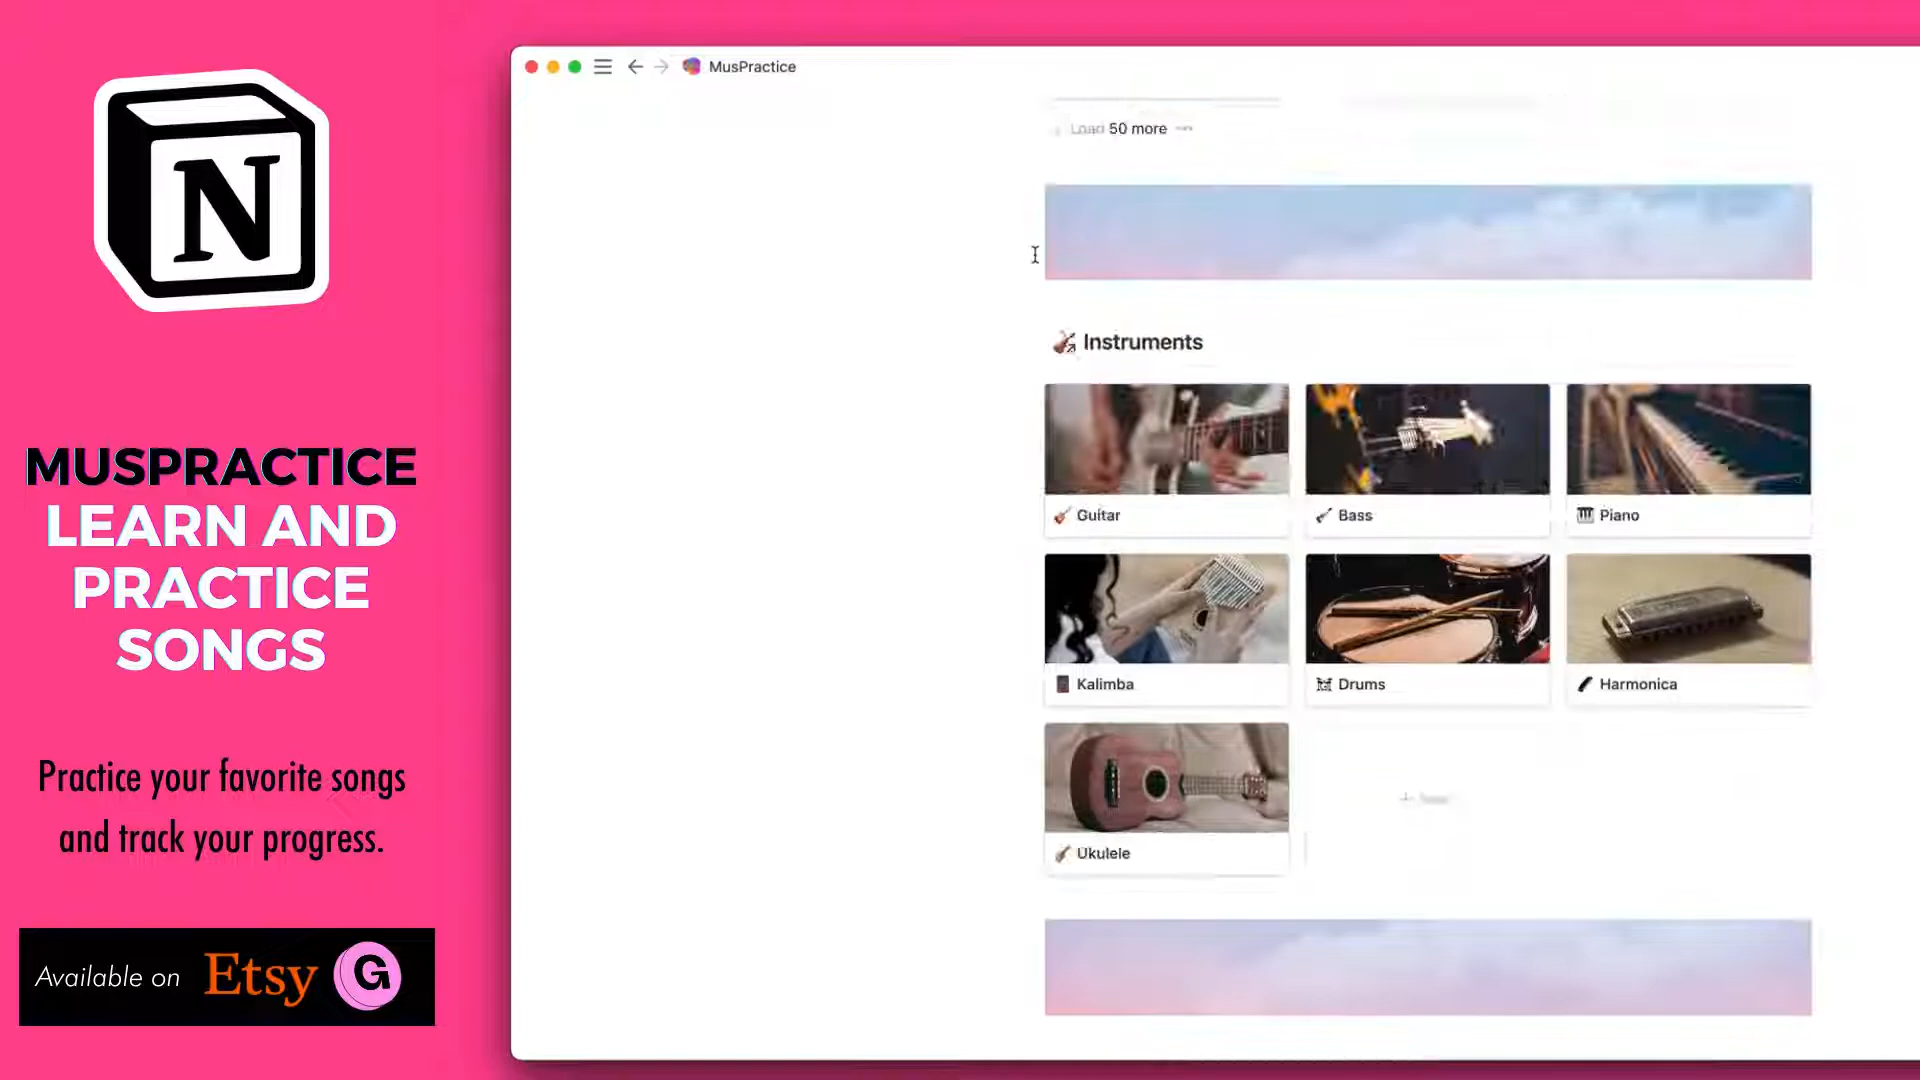 N
MUSPRACTICE
LEARN AND
PRACTICE
SONGS
Practice your favorite songs
and track your progress.
Available on Etsy G
MusPractice
Load 50 more
Instruments
Guitar
Bass
Piano
Kalimba
Drums
Harmonica
Ukulele